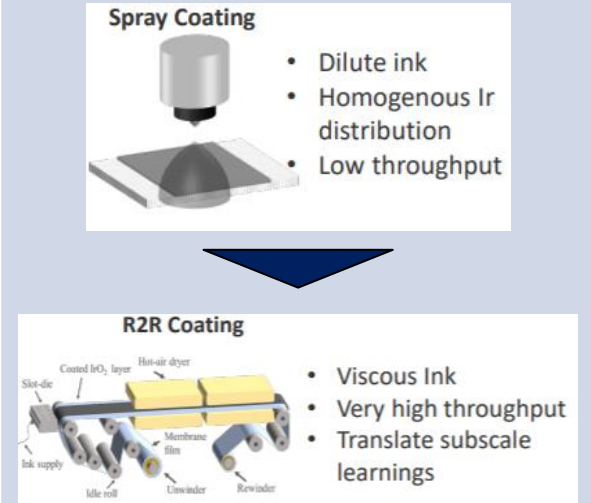 Spray Coating
• Dilute ink
• Homogenous Ir
distribution
• Low throughput
R2R Coating
Coated IrO₂ layer
Hot-air dryer
Slot-die
Ink supply
Idle roll
Membrane
film
Unwinder
Rewinder
• Viscous Ink
• Very high throughput
• Translate subscale
learnings